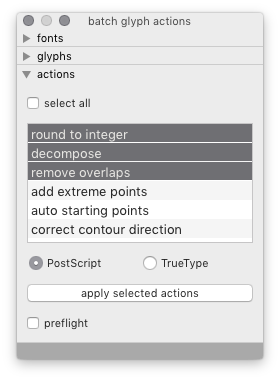 batch glyph actions
fonts
glyphs
actions
select all
round to integer
decompose
remove overlaps
add extreme points
auto starting points
correct contour direction
PostScript TrueType
apply selected actions
preflight